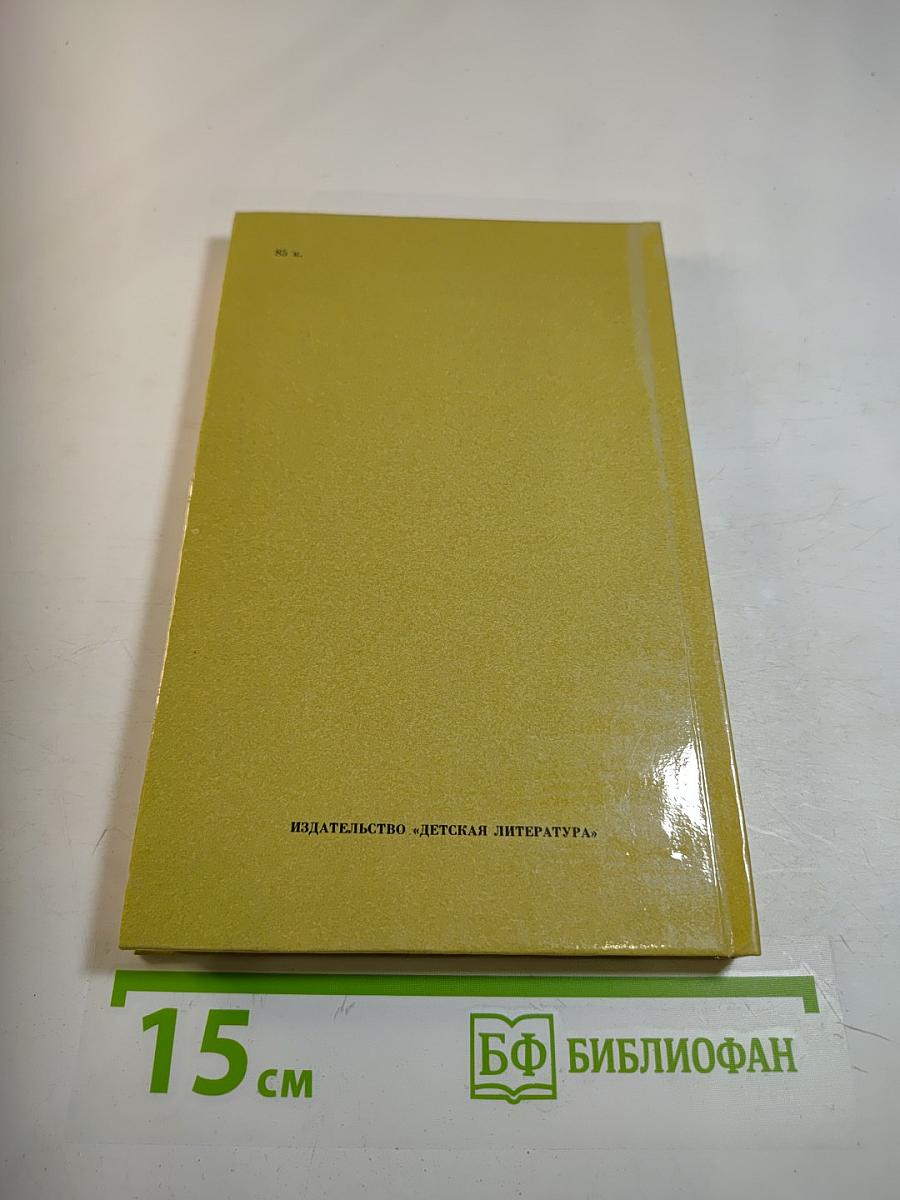 85 к.
ИЗДАТЕЛЬСТВО «ДЕТСКАЯ ЛИТЕРАТУРА»
15 см
БФ БИБЛИОФАН